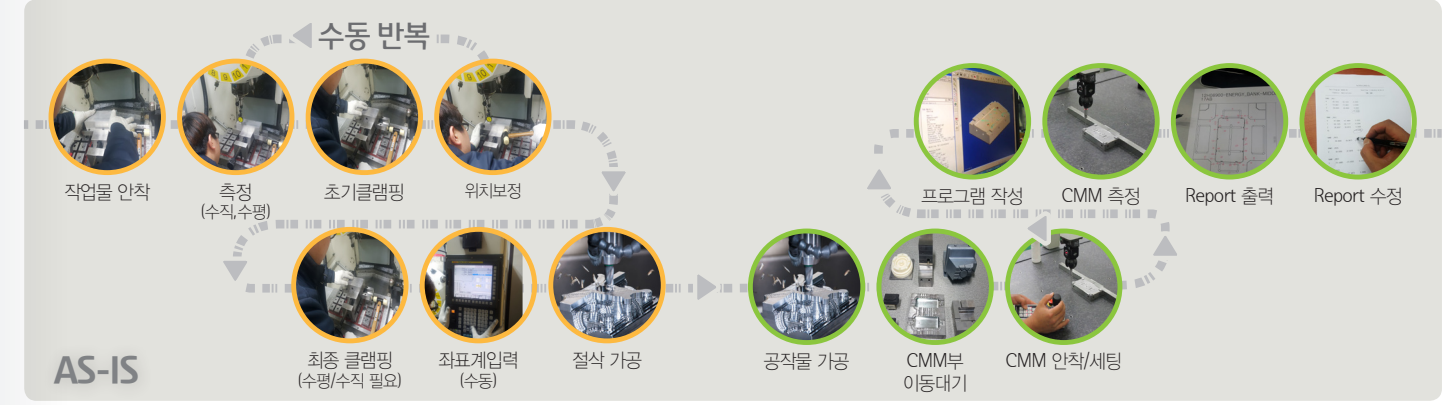 수동 반복
작업물 안착
측정
(수직,수평)
초기클램핑
위치보정
최종 클램핑
(수평/수직 필요)
좌표계입력
(수동)
절삭 가공
공작물 가공
CMM부
이동대기
CMM 안착/세팅
프로그램 작성
CMM 측정
Report 출력
Report 수정
AS-IS